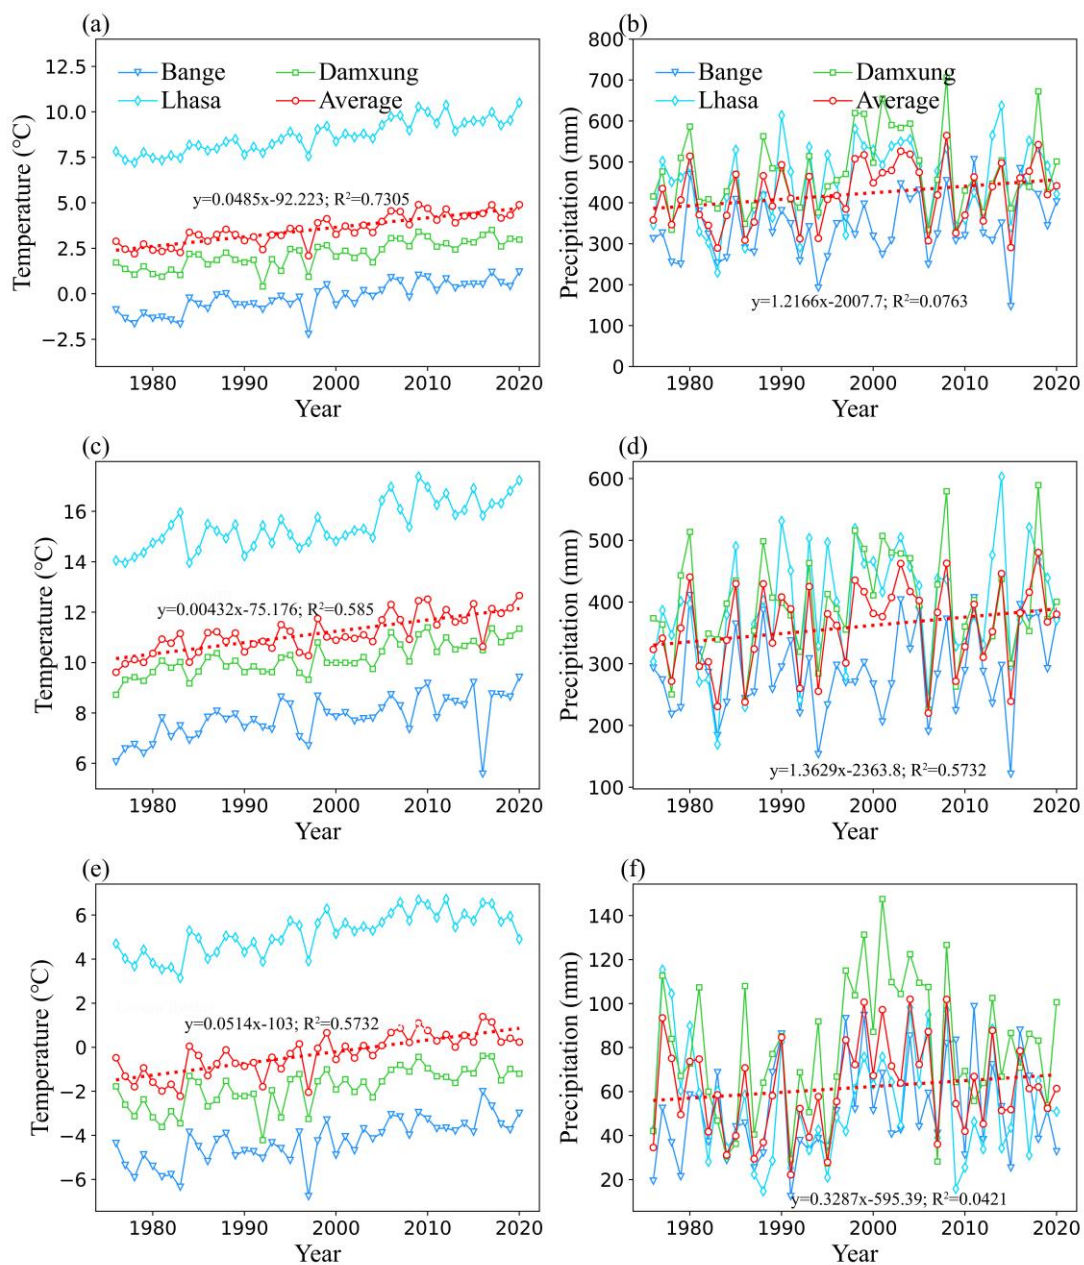 (a)
Temperature (℃)
12.5
10.0
7.5
5.0
2.5
0.0
−2.5
Bange
Damxung
Lhasa
Average
y=0.0485x-92.223; R²=0.7305
1980
1990
2000
2010
2020
Year
(b)
Precipitation (mm)
800
700
600
500
400
300
200
100
0
Bange
Damxung
Lhasa
Average
y=1.2166x-2007.7; R²=0.0763
1980
1990
2000
2010
2020
Year
(c)
Temperature (℃)
16
14
12
10
8
6
y=0.00432x-75.176; R²=0.585
1980
1990
2000
2010
2020
Year
(d)
Precipitation (mm)
600
500
400
300
200
100
y=1.3629x-2363.8; R²=0.5732
1980
1990
2000
2010
2020
Year
(e)
Temperature (℃)
6
4
2
0
−2
−4
−6
y=0.0514x-103; R²=0.5732
1980
1990
2000
2010
2020
Year
(f)
Precipitation (mm)
140
120
100
80
60
40
20
y=0.3287x-595.39; R²=0.0421
1980
1990
2000
2010
2020
Year